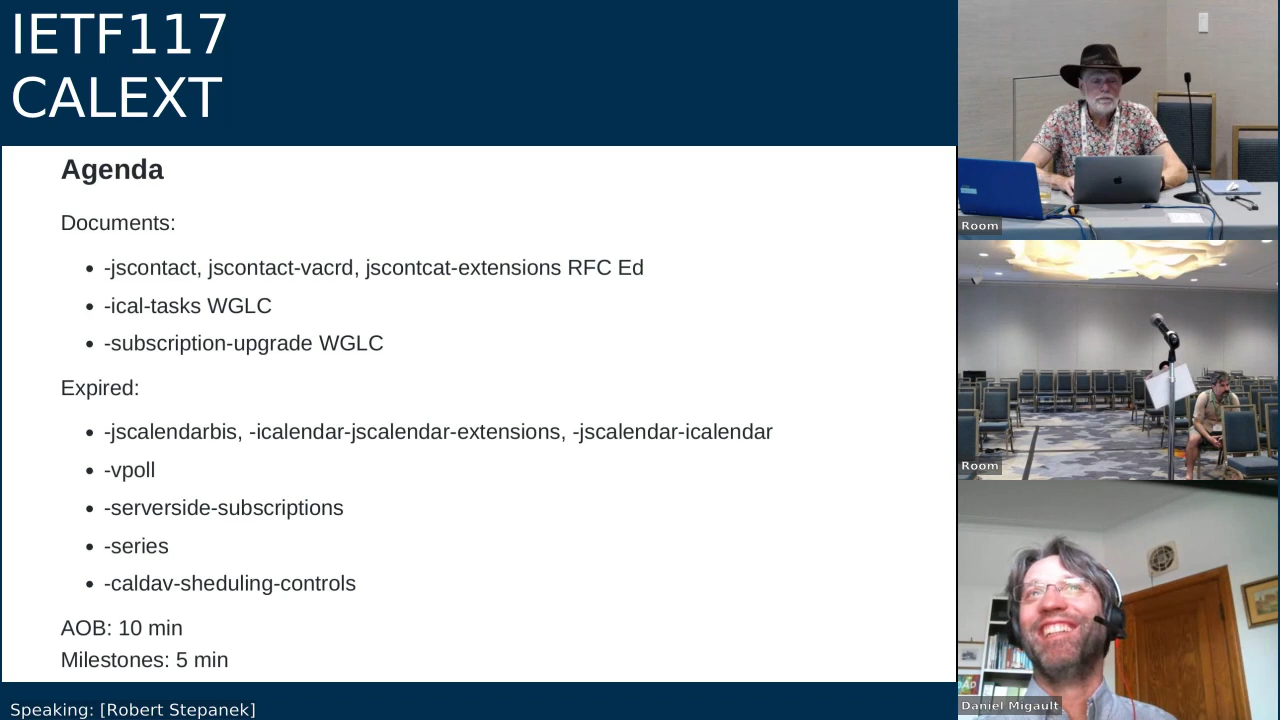 IETF117
CALEXT
Agenda
Documents:
-jscontact, jscontact-vacrd, jscontcat-extensions RFC Ed
-ical-tasks WGLC
-subscription-upgrade WGLC
Expired:
-jscalendarbis, -icalendar-jscalendar-extensions, -jscalendar-icalendar
-vpoll
-serverside-subscriptions
-series
-caldav-sheduling-controls
AOB: 10 min
Milestones: 5 min
Speaking: [Robert Stepanek]
Room
Room
Daniel Migault